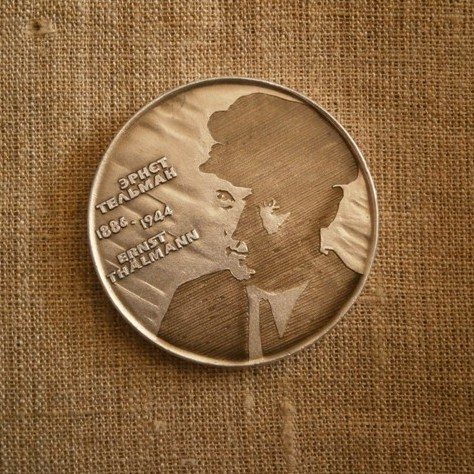 ЭРНСТ
ТЕЛЬМАН
1886-1944
ERNST
THÄLMANN